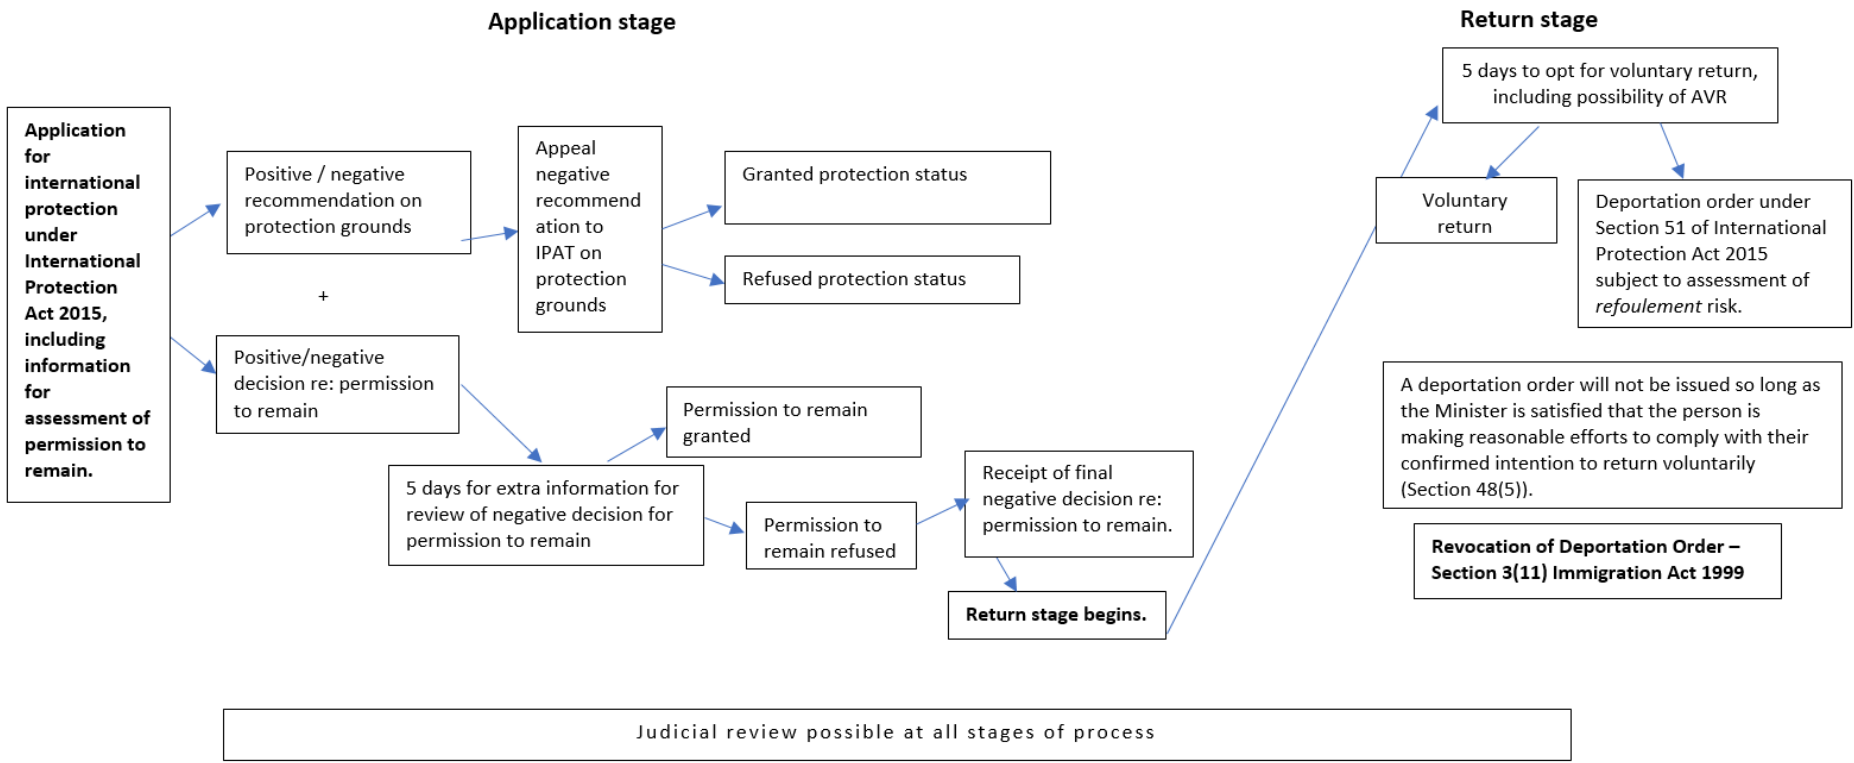 Application stage
Return stage
Application
for
international
protection
under
International
Protection
Act 2015,
including
information
for
assessment of
permission to
remain.
Positive / negative
recommendation on
protection grounds
+
Positive/negative
decision re: permission
to remain
Appeal
negative
recommend
ation to
IPAT on
protection
grounds
Granted protection status
Refused protection status
5 days for extra information for
review of negative decision for
permission to remain
Permission to remain
granted
Permission to
remain refused
Receipt of final
negative decision re:
permission to remain.
Return stage begins.
5 days to opt for voluntary return,
including possibility of AVR
Voluntary
return
Deportation order under
Section 51 of International
Protection Act 2015
subject to assessment of
refoulement risk.
A deportation order will not be issued so long as
the Minister is satisfied that the person is
making reasonable efforts to comply with their
confirmed intention to return voluntarily
(Section 48(5)).
Revocation of Deportation Order –
Section 3(11) Immigration Act 1999
Judicial review possible at all stages of process